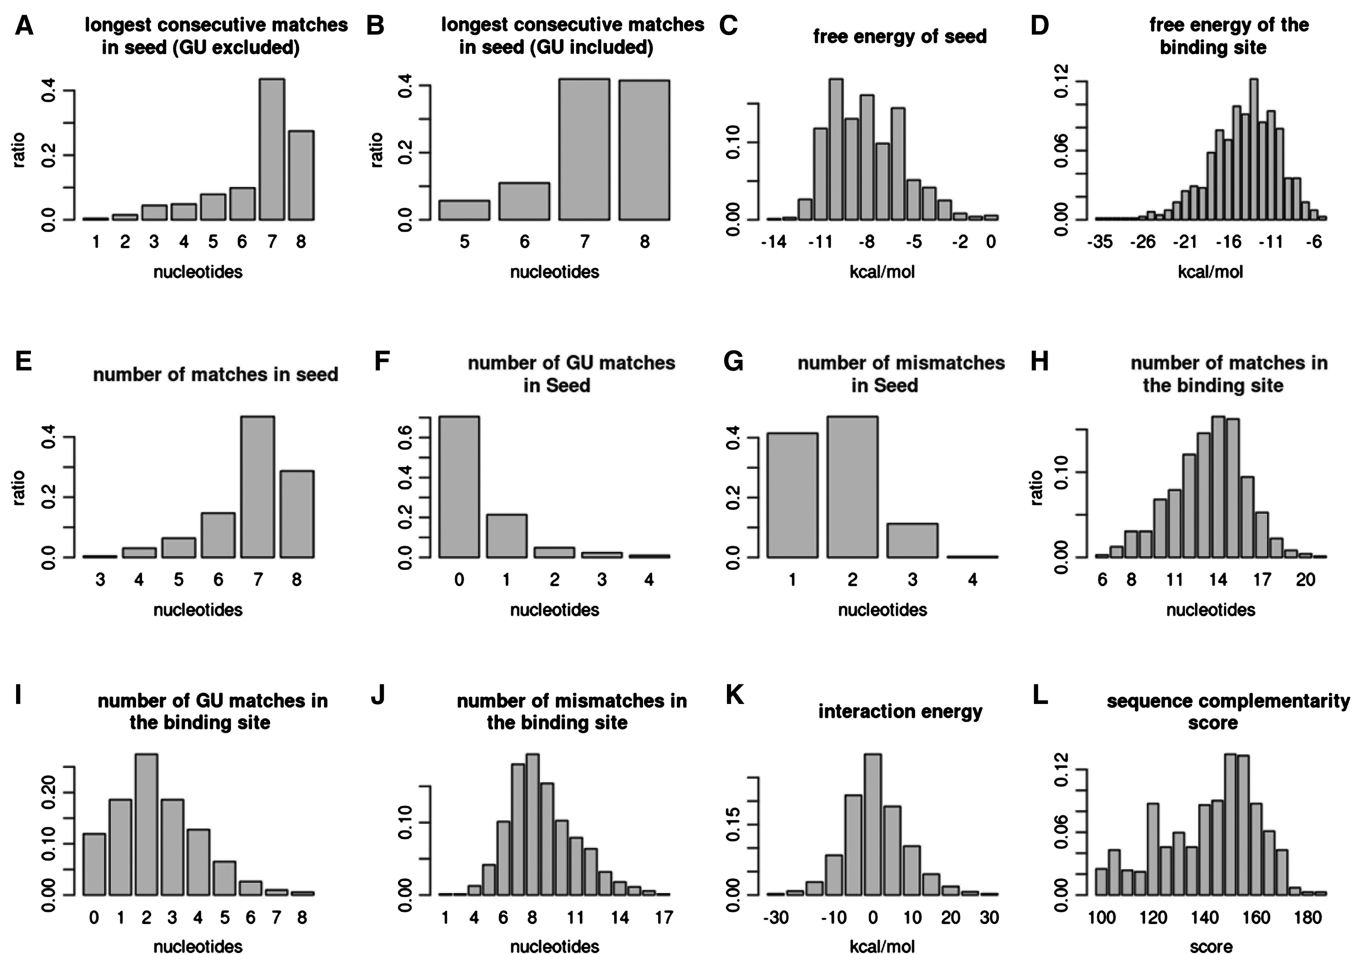 A
longest consecutive matches
in seed (GU excluded)
ratio
0.0 0.2 0.4
1 2 3 4 5 6 7 8
nucleotides
B
longest consecutive matches
in seed (GU included)
ratio
0.0 0.2 0.4
5 6 7 8
nucleotides
C
free energy of seed
0.00 0.10
-14 -11 -8 -5 -2 0
kcal/mol
D
free energy of the
binding site
0.00 0.06 0.12
-35 -26 -21 -16 -11 -6
kcal/mol
E
number of matches in seed
ratio
0.0 0.2 0.4
3 4 5 6 7 8
nucleotides
F
number of GU matches
in Seed
0.0 0.2 0.4 0.6
0 1 2 3 4
nucleotides
G
number of mismatches
in Seed
0.0 0.2 0.4
1 2 3 4
nucleotides
H
number of matches in
the binding site
ratio
0.00 0.10
6 8 11 14 17 20
nucleotides
I
number of GU matches in
the binding site
0.00 0.10 0.20
0 1 2 3 4 5 6 7 8
nucleotides
J
number of mismatches in
the binding site
0.00 0.10
1 4 6 8 11 14 17
nucleotides
K
interaction energy
0.00 0.15
-30 -10 0 10 30
kcal/mol
L
sequence complementarity
score
0.00 0.06 0.12
100 120 140 160 180
score